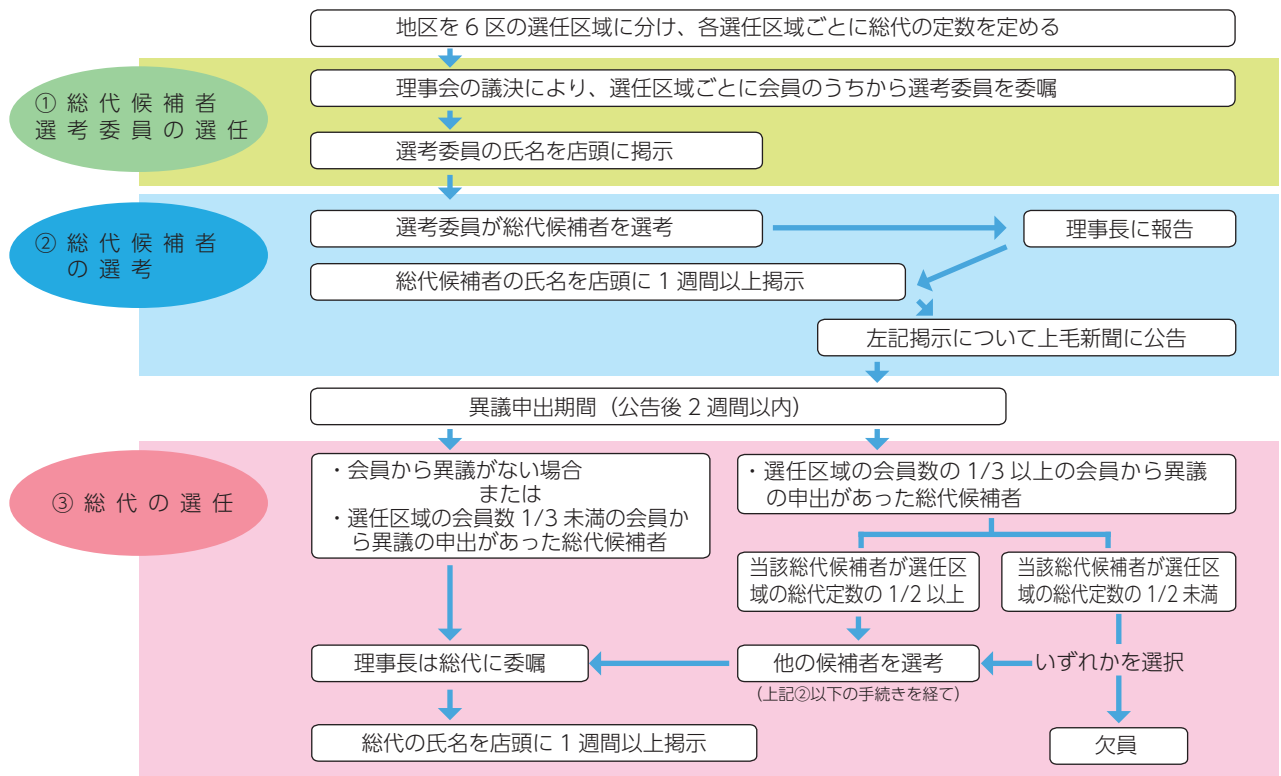 地区を6区の選任区域に分け、各選任区域ごとに総代の定数を定める
①総代候補者
選考委員の選任
理事会の議決により、選任区域ごとに会員のうちから選考委員を委嘱
選考委員の氏名を店頭に掲示
②総代候補者
の選考
選考委員が総代候補者を選考
理事長に報告
総代候補者の氏名を店頭に1週間以上掲示
左記掲示について上毛新聞に公告
異議申出期間（公告後2週間以内）
③総代の選任
・会員から異議がない場合
または
・選任区域の会員数1/3未満の会員か
ら異議の申出があった総代候補者
・選任区域の会員数の1/3以上の会員から異議
の申出があった総代候補者
当該総代候補者が選任区
域の総代定数の1/2以上
当該総代候補者が選任区
域の総代定数の1/2未満
理事長は総代に委嘱
他の候補者を選考
いずれかを選択
（上記②以下の手続きを経て）
総代の氏名を店頭に1週間以上掲示
欠員